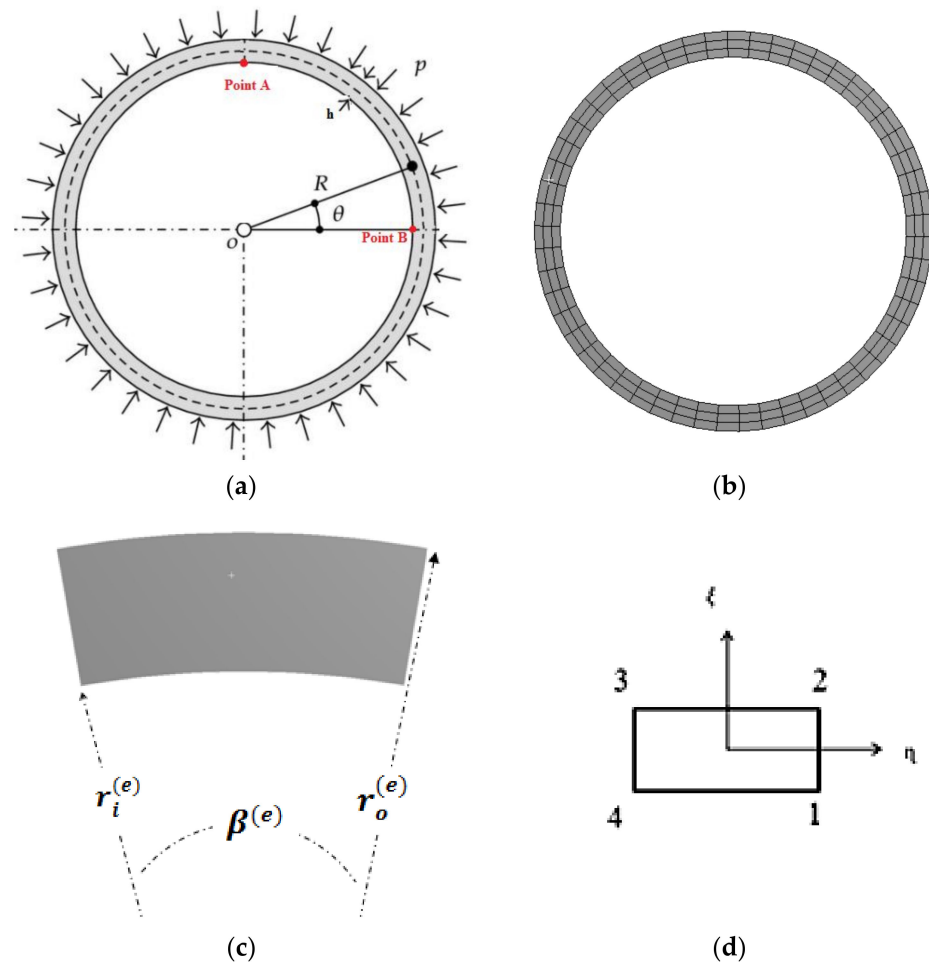 Point A
p
h
R
θ
o
Point B
(a)
(b)
r_i^(e)
β^(e)
r_o^(e)
(c)
ξ
3
2
η
4
1
(d)